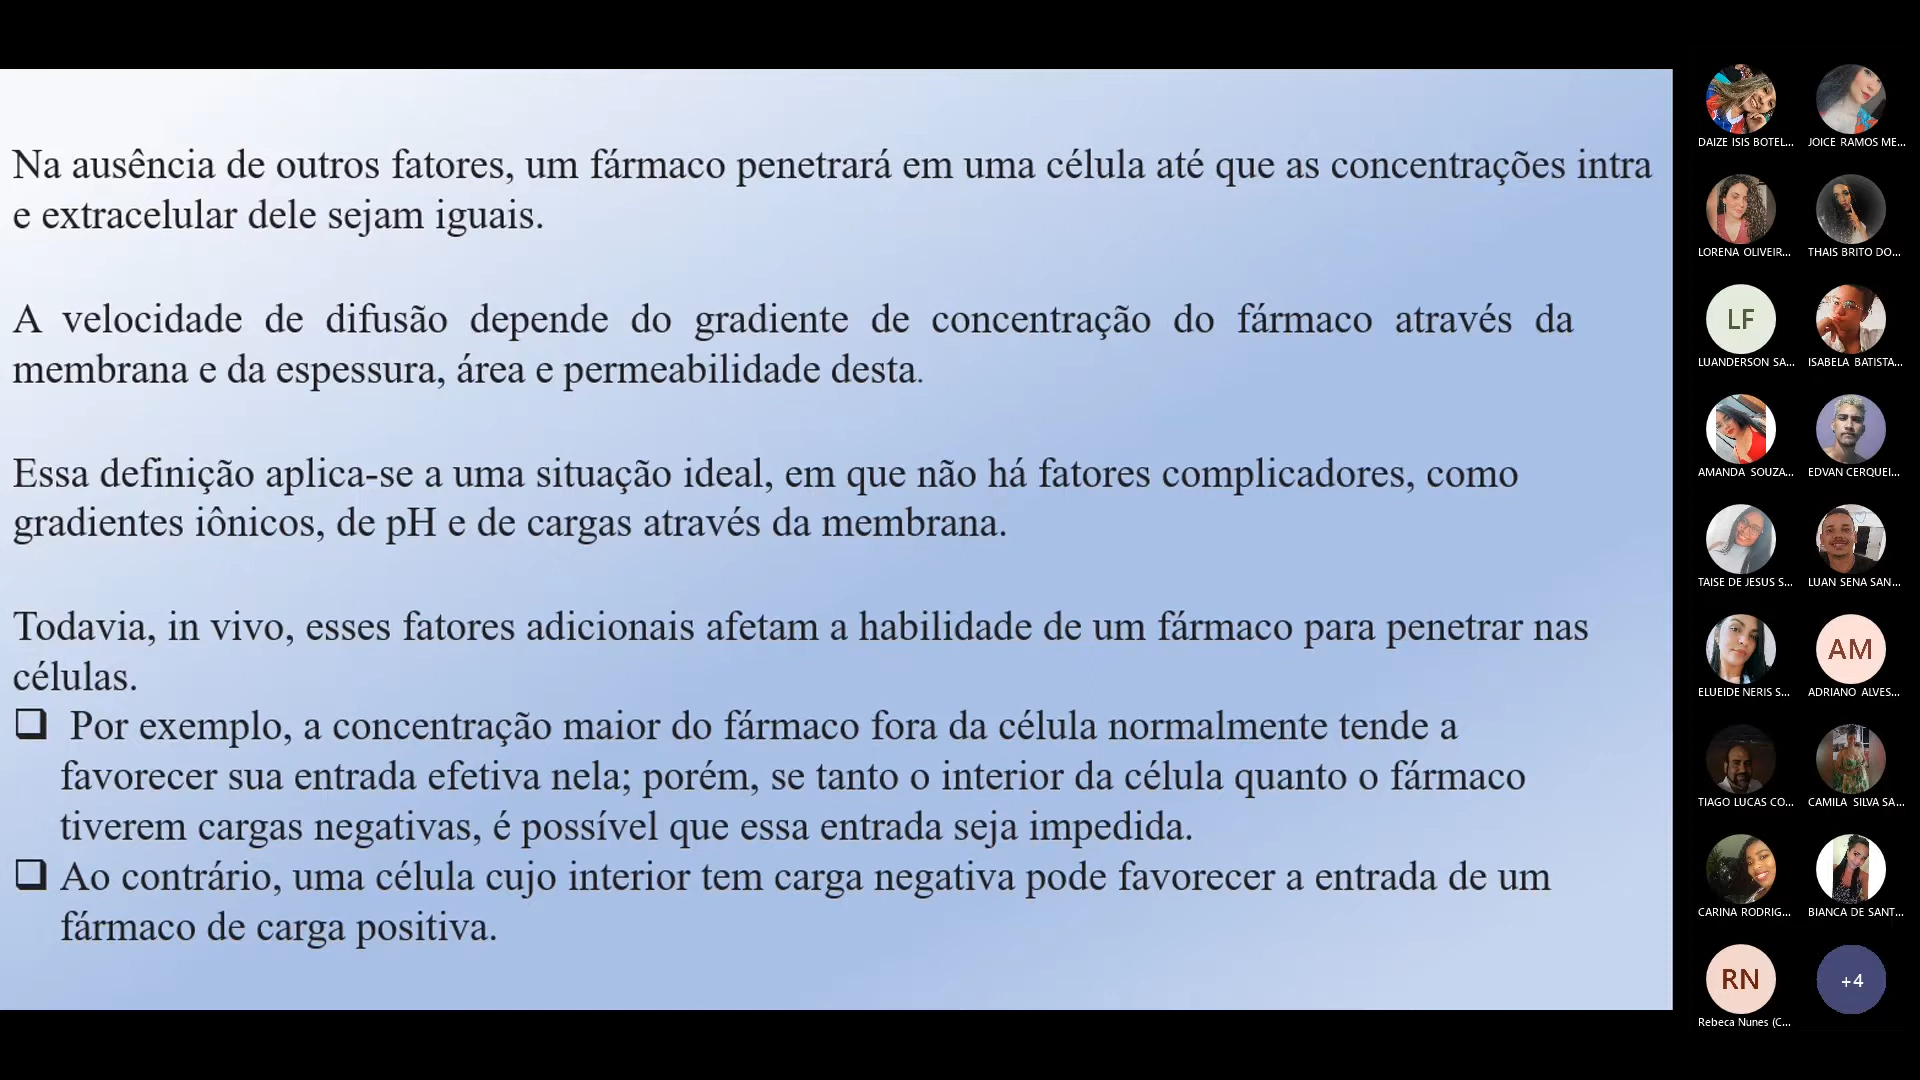 Na ausência de outros fatores, um fármaco penetrará em uma célula até que as concentrações intra
e extracelular dele sejam iguais.
A velocidade de difusão depende do gradiente de concentração do fármaco através da
membrana e da espessura, área e permeabilidade desta.
Essa definição aplica-se a uma situação ideal, em que não há fatores complicadores, como
gradientes iônicos, de pH e de cargas através da membrana.
Todavia, in vivo, esses fatores adicionais afetam a habilidade de um fármaco para penetrar nas
células.
❑ Por exemplo, a concentração maior do fármaco fora da célula normalmente tende a
favorecer sua entrada efetiva nela; porém, se tanto o interior da célula quanto o fármaco
tiverem cargas negativas, é possível que essa entrada seja impedida.
❑ Ao contrário, uma célula cujo interior tem carga negativa pode favorecer a entrada de um
fármaco de carga positiva.
DAIZE ISIS BOTEL... JOICE RAMOS ME...
LORENA OLIVEIR... THAIS BRITO DO...
LF
LUANDERSON SA... ISABELA BATISTA...
AMANDA SOUZA... EDVAN CERQUEI...
TAISE DE JESUS S... LUAN SENA SAN...
AM
ELUEIDE NERIS S... ADRIANO ALVES...
TIAGO LUCAS CO... CAMILA SILVA SA...
CARINA RODRIG... BIANCA DE SANT...
RN +4
Rebeca Nunes (C...